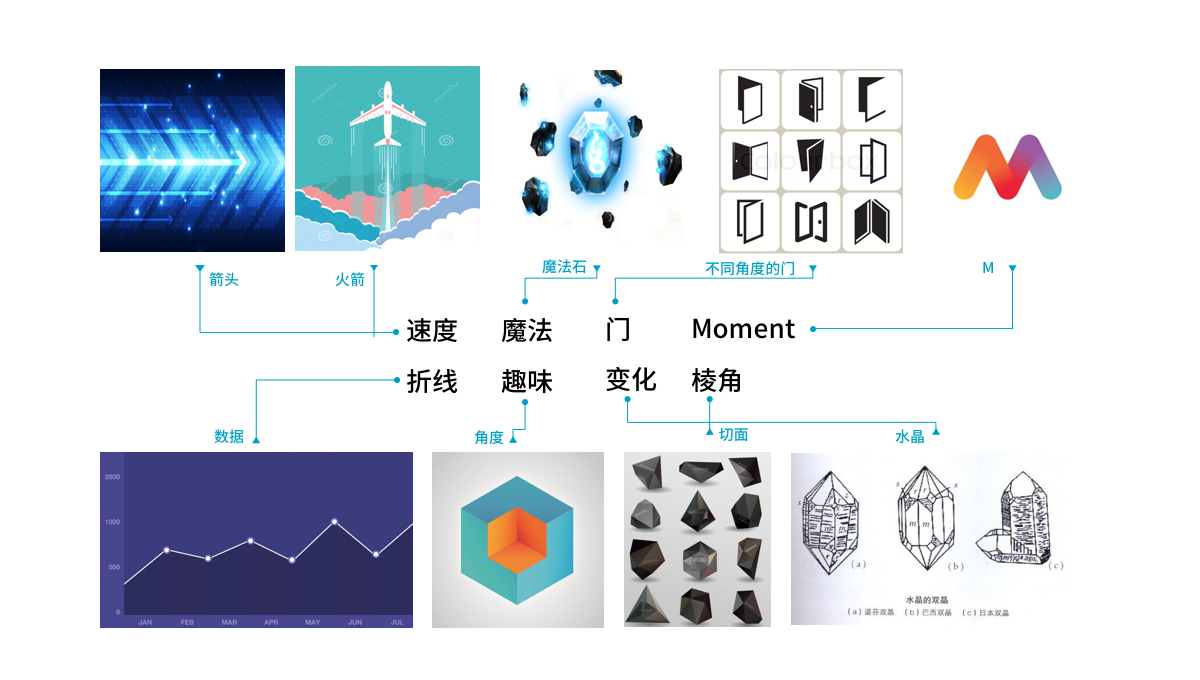 箭头
火箭
魔法石
不同角度的门
M
速度 魔法 门 Moment
折线 趣味 变化 棱角
数据
角度
切面
水晶
2000
1000
500
0
JAN FEB MAR APR MAY JUN JUL
s r s
m m
(a) (b) (c)
水晶的双晶
(a)道芬双晶 (b)巴西双晶 (c)日本双晶